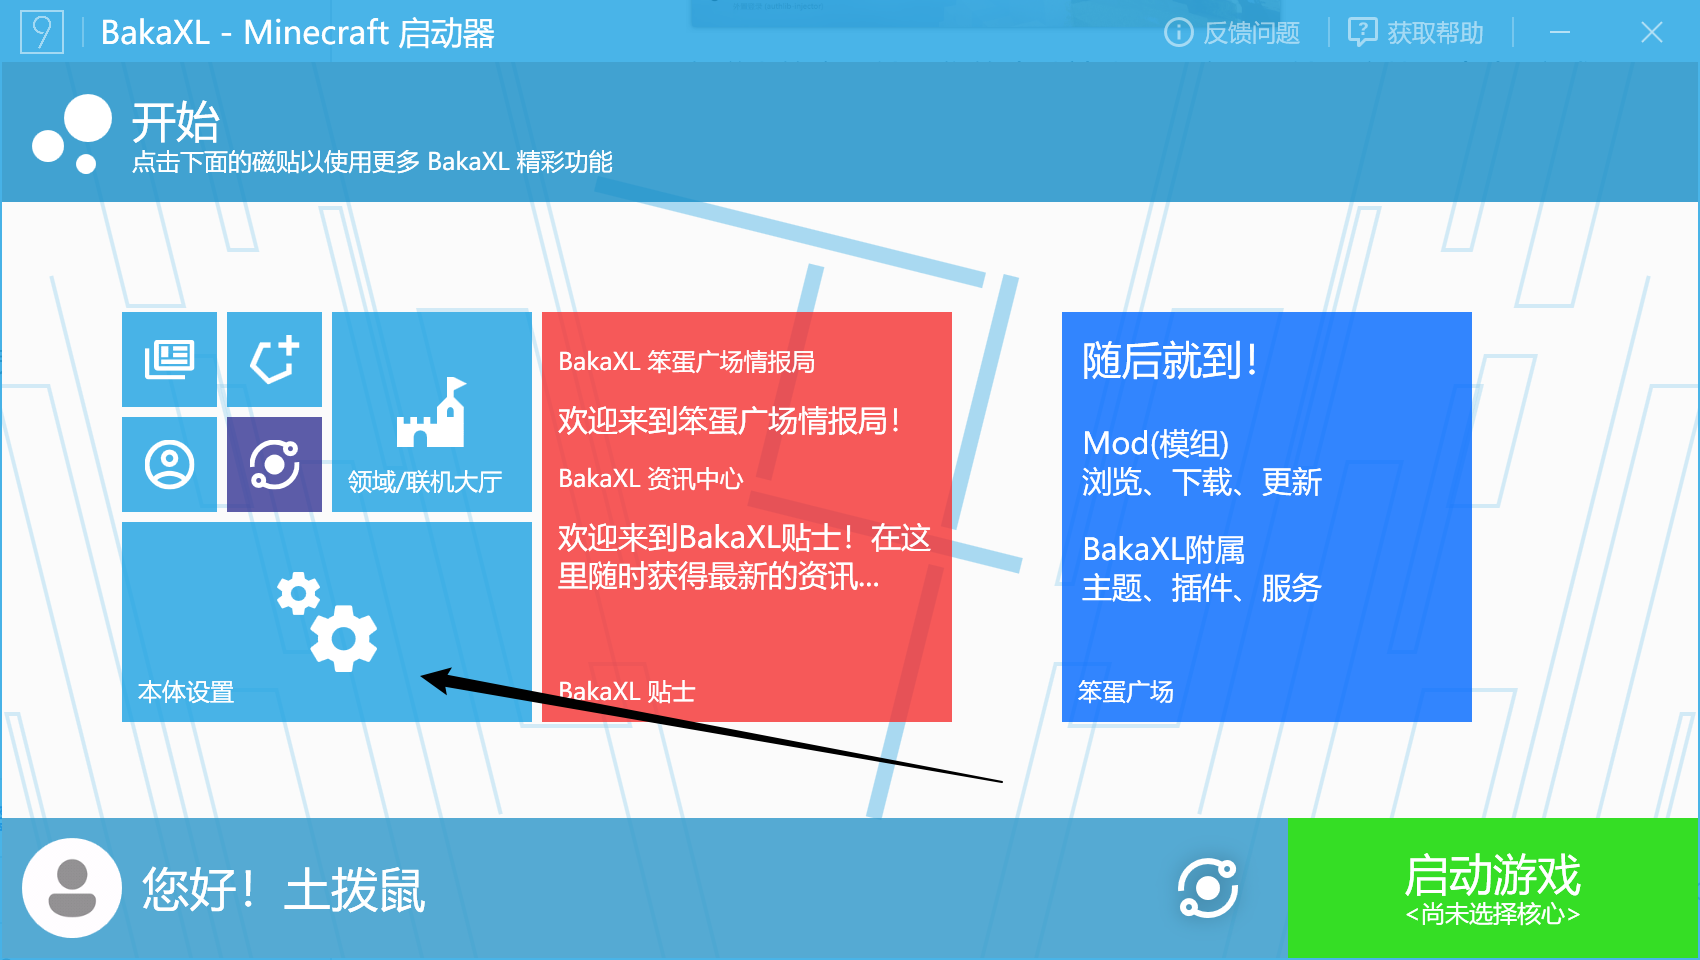 BakaXL - Minecraft 启动器
反馈问题
获取帮助
开始
点击下面的磁贴以使用更多 BakaXL 精彩功能
领域/联机大厅
本体设置
BakaXL 笨蛋广场情报局
欢迎来到笨蛋广场情报局！
BakaXL 资讯中心
欢迎来到BakaXL贴士！在这
里随时获得最新的资讯...
BakaXL 贴士
随后就到！
Mod(模组)
浏览、下载、更新
BakaXL附属
主题、插件、服务
笨蛋广场
您好！土拨鼠
启动游戏
<尚未选择核心>